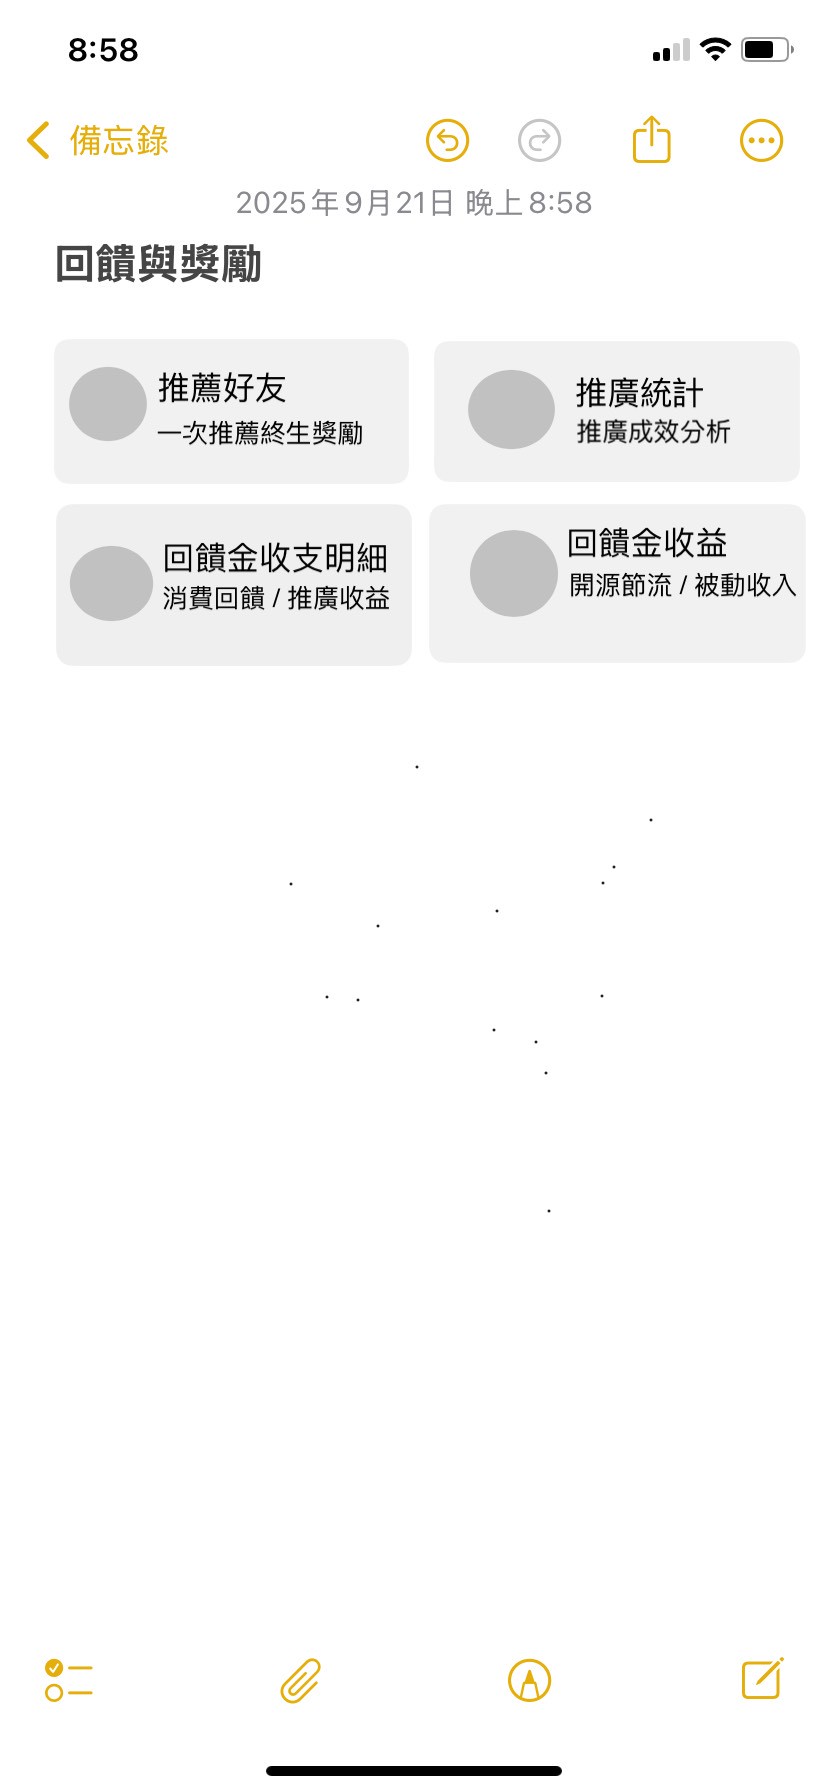 8:58
備忘錄
2025年9月21日 晚上8:58
回饋與獎勵
推薦好友
一次推薦終生獎勵
推廣統計
推廣成效分析
回饋金收支明細
消費回饋 / 推廣收益
回饋金收益
開源節流 / 被動收入